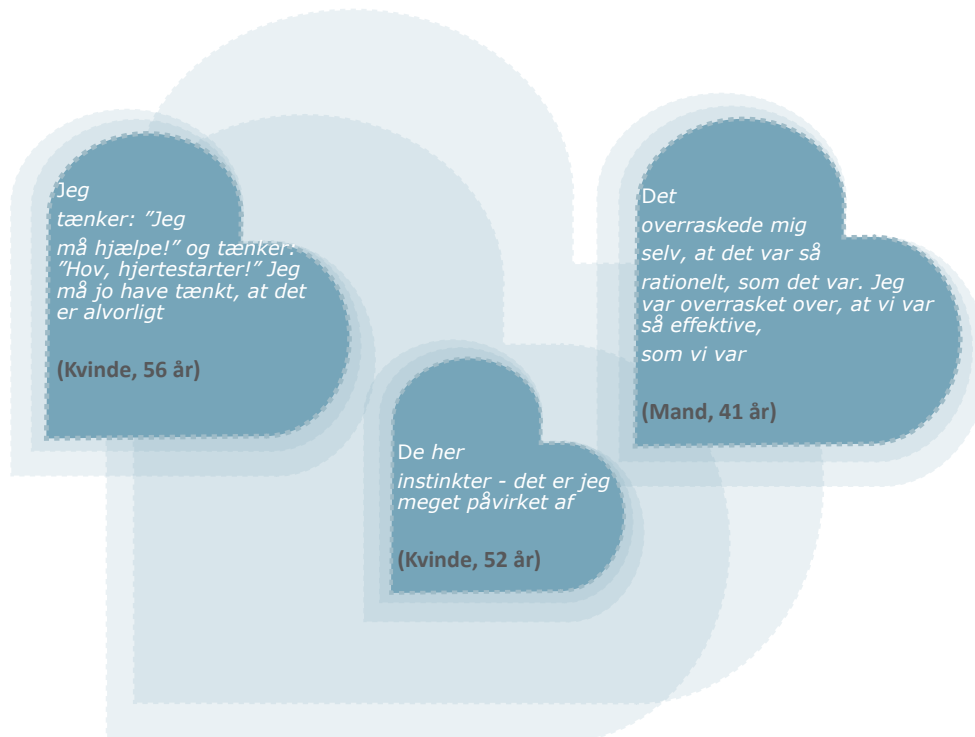 Jeg
tænker: ”Jeg
må hjælpe!” og tænker:
”Hov, hjertestarter!” Jeg
må jo have tænkt, at det
er alvorligt
(Kvinde, 56 år)
De her
instinkter - det er jeg
meget påvirket af
(Kvinde, 52 år)
Det
overraskede mig
selv, at det var så
rationelt, som det var. Jeg
var overrasket over, at vi var
så effektive,
som vi var
(Mand, 41 år)